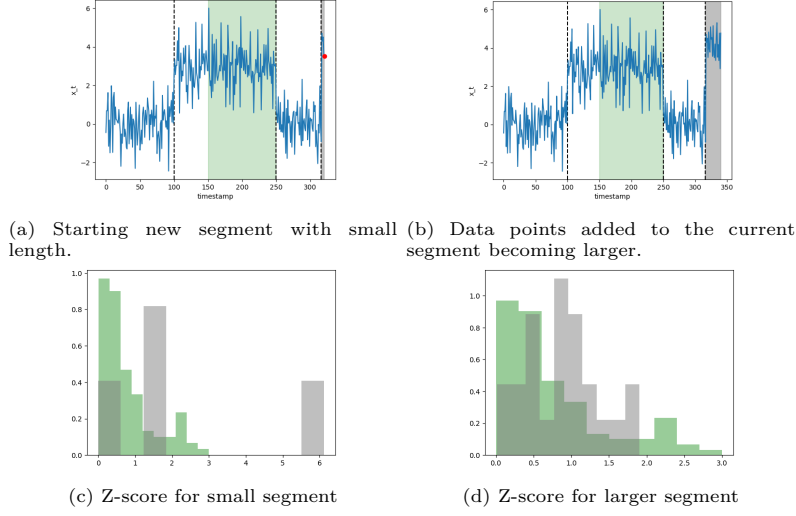 6
4
2
0
−2
x_t
0 50 100 150 200 250 300
timestamp
6
4
2
0
−2
x_t
0 50 100 150 200 250 300 350
timestamp
(a) Starting new segment with small
length.
(b) Data points added to the current
segment becoming larger.
1.0
0.8
0.6
0.4
0.2
0.0
0 1 2 3 4 5 6
(c) Z-score for small segment
1.0
0.8
0.6
0.4
0.2
0.0
0.0 0.5 1.0 1.5 2.0 2.5 3.0
(d) Z-score for larger segment